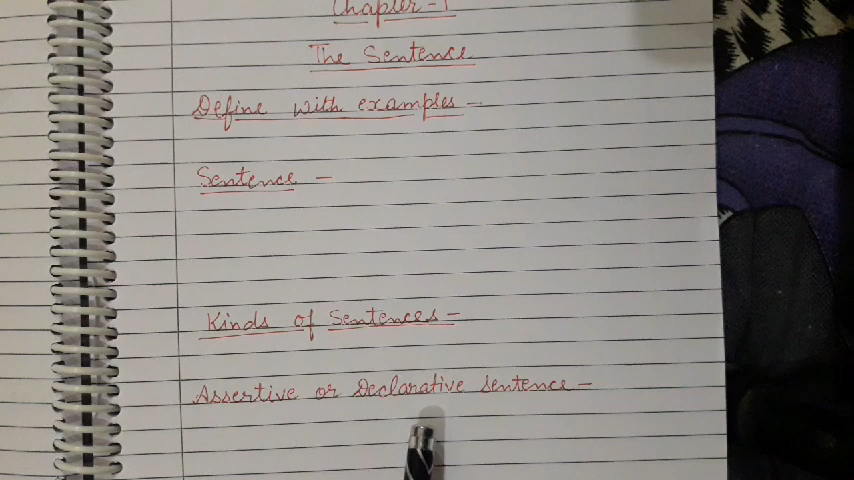 Chapter - 1
The Sentence
Define with examples -
Sentence -
Kinds of Sentences -
Assertive or Declarative sentence -